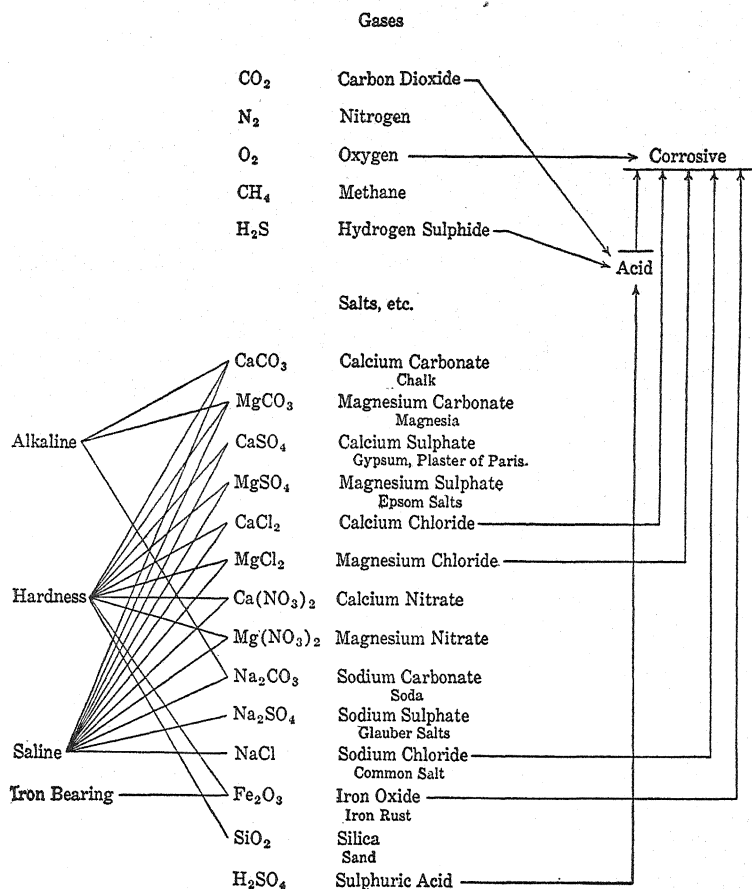 Gases
CO₂ Carbon Dioxide
N₂ Nitrogen
O₂ Oxygen Corrosive
CH₄ Methane
H₂S Hydrogen Sulphide
Acid
Salts, etc.
CaCO₃ Calcium Carbonate
Chalk
MgCO₃ Magnesium Carbonate
Magnesia
Alkaline CaSO₄ Calcium Sulphate
Gypsum, Plaster of Paris.
MgSO₄ Magnesium Sulphate
Epsom Salts
CaCl₂ Calcium Chloride
MgCl₂ Magnesium Chloride
Hardness Ca(NO₃)₂ Calcium Nitrate
Mg(NO₃)₂ Magnesium Nitrate
Na₂CO₃ Sodium Carbonate
Soda
Na₂SO₄ Sodium Sulphate
Glauber Salts
Saline NaCl Sodium Chloride
Common Salt
Iron Bearing Fe₂O₃ Iron Oxide
Iron Rust
SiO₂ Silica
Sand
H₂SO₄ Sulphuric Acid